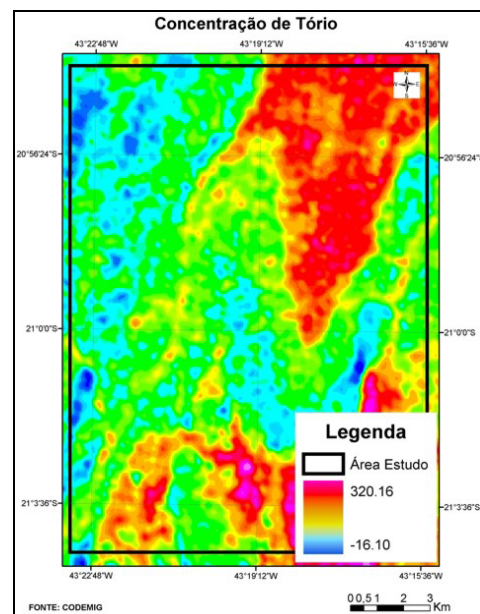 Concentração de Tório
43°22'48"W 43°19'12"W 43°15'36"W
N
W E
S
20°56'24"S 20°56'24"S
21°0'0"S 21°0'0"S
Legenda
Área Estudo
320.16
-16.10
21°3'36"S 21°3'36"S
43°22'48"W 43°19'12"W 43°15'36"W
FONTE: CODEMIG
0 0,5 1 2 3
Km